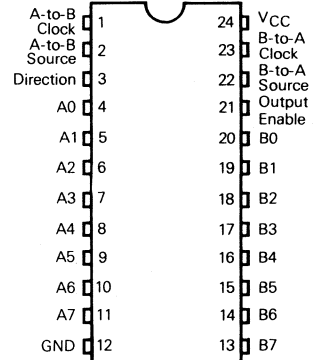 A-to-B
Clock
1
24
VCC
A-to-B
Source
2
23
B-to-A
Clock
Direction
3
22
B-to-A
Source
A0
4
21
Output
Enable
A1
5
20
B0
A2
6
19
B1
A3
7
18
B2
A4
8
17
B3
A5
9
16
B4
A6
10
15
B5
A7
11
14
B6
GND
12
13
B7